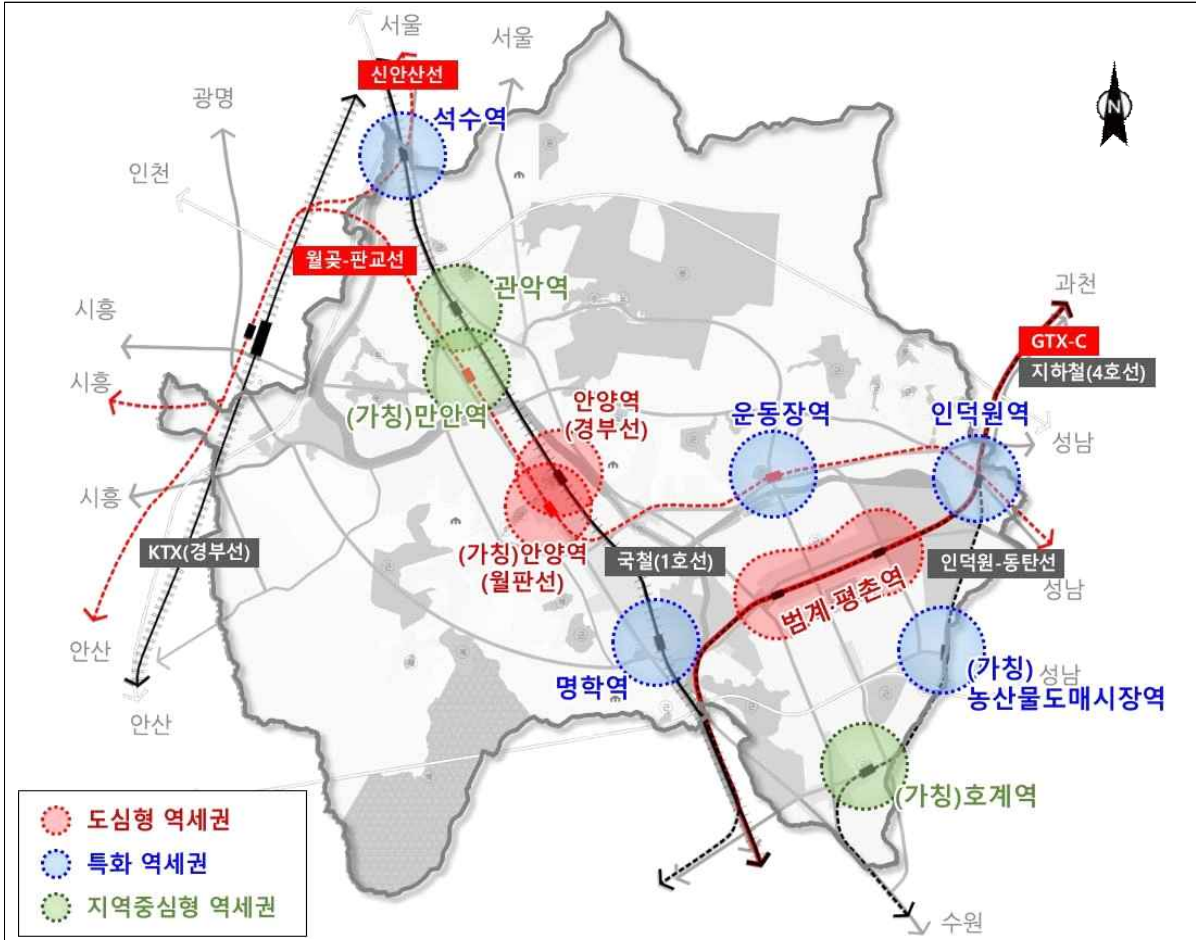 서울
서울
신안산선
광명
석수역
N
인천
월곶-판교선
관악역
과천
시흥
GTX-C
지하철(4호선)
시흥
(가칭)만안역
안양역
(경부선)
운동장역
인덕원역
성남
시흥
KTX(경부선)
(가칭)안양역
(월판선)
국철(1호선)
인덕원-동탄선
범계·평촌역
성남
안산
명학역
성남
(가칭)
농산물도매시장역
안산
(가칭)호계역
도심형 역세권
특화 역세권
지역중심형 역세권
수원